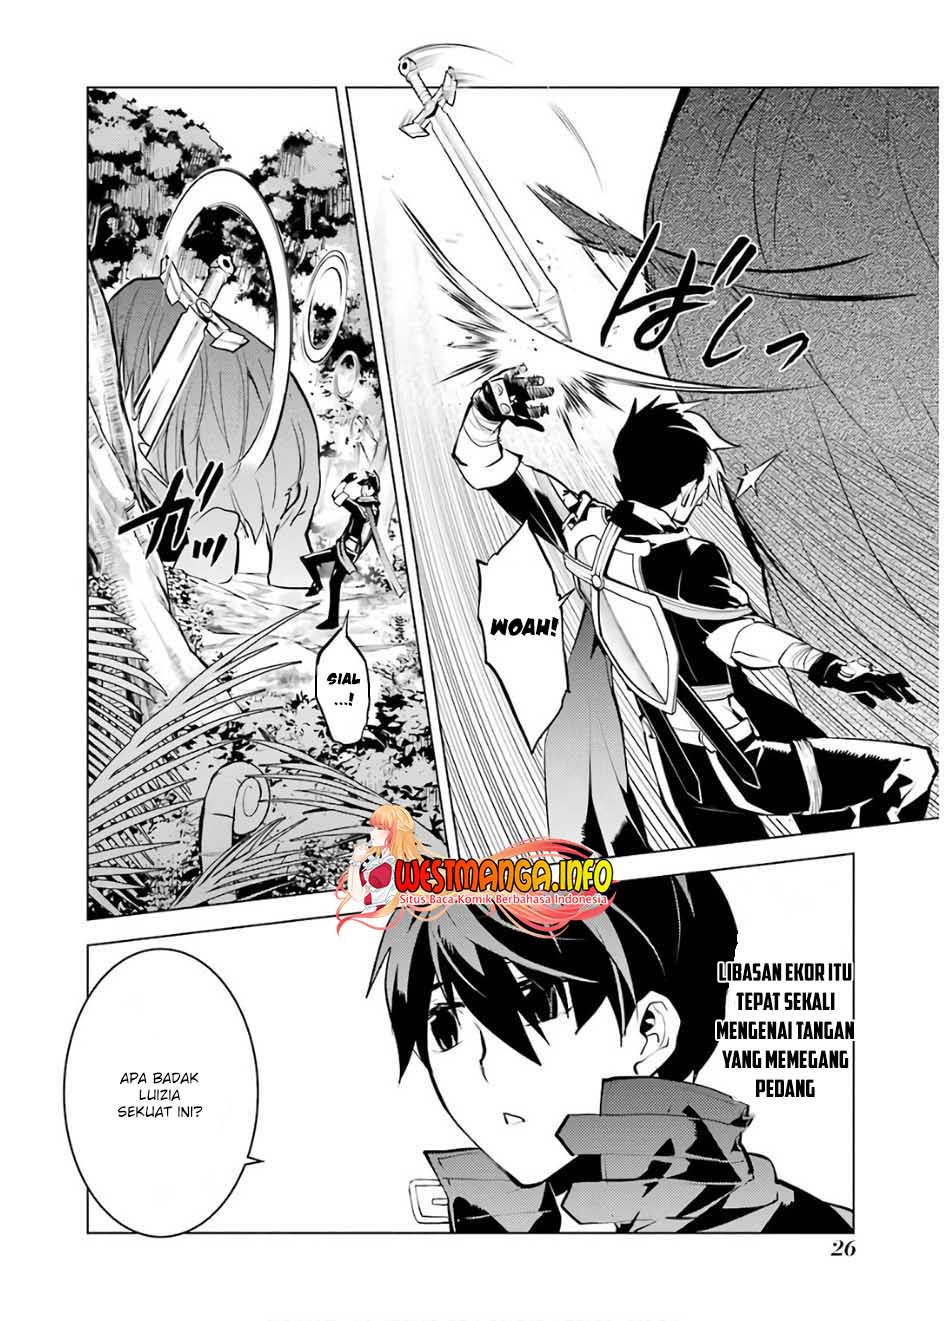 ばしっ
WOAH!
ガッ
SIAL
...!
WESTMANGA.INFO
Situs Baca Komik Berbahasa Indonesia
LIBASAN EKOR ITU
TEPAT SEKALI
MENGENAI TANGAN
YANG MEMEGANG
PEDANG
APA BADAK
LUIZIA
SEKUAT INI?
26